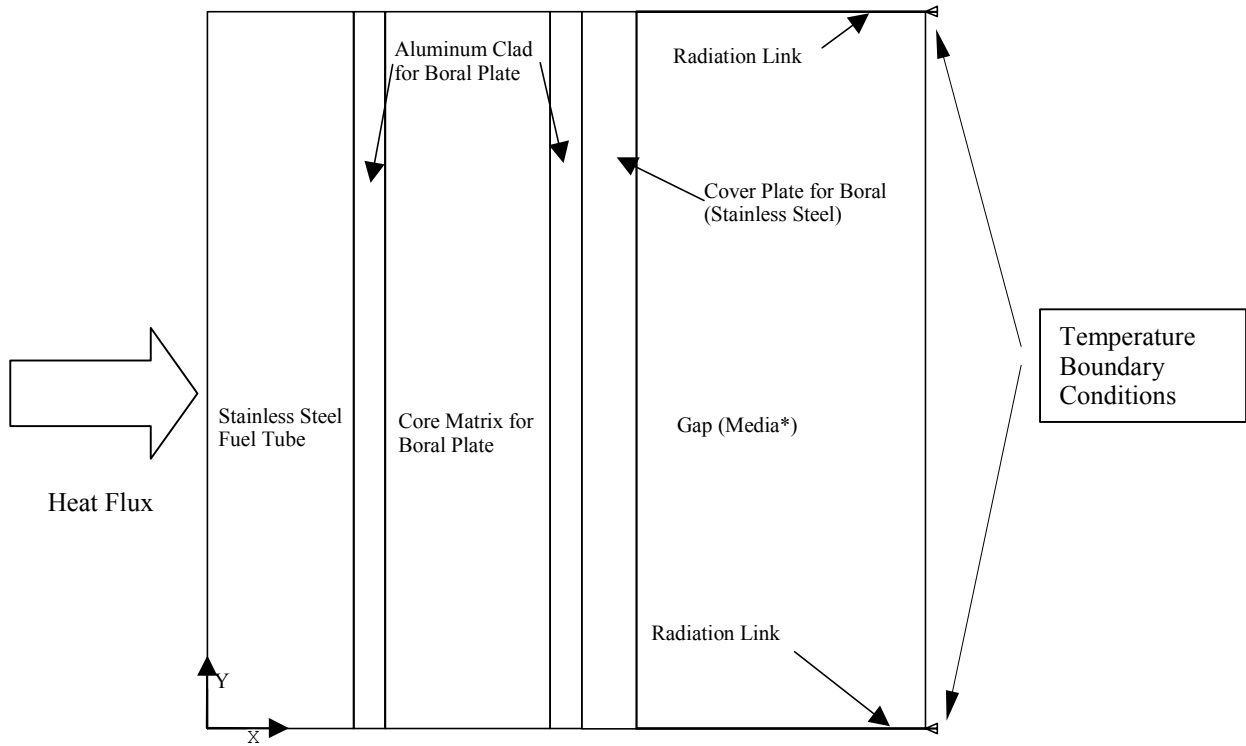 Aluminum Clad
for Boral Plate
Radiation Link
Cover Plate for Boral
(Stainless Steel)
Temperature
Boundary
Conditions
Stainless Steel
Fuel Tube
Core Matrix for
Boral Plate
Gap (Media*)
Heat Flux
Radiation Link
Y
X